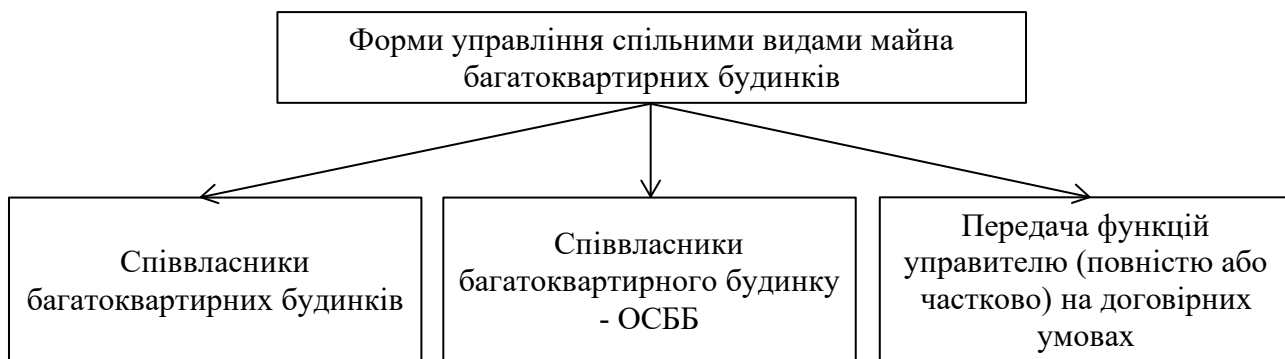 Форми управління спільними видами майна
багатоквартирних будинків
Співвласники
багатоквартирних будинків
Співвласники
багатоквартирного будинку
- ОСББ
Передача функцій
управителю (повністю або
частково) на договірних
умовах